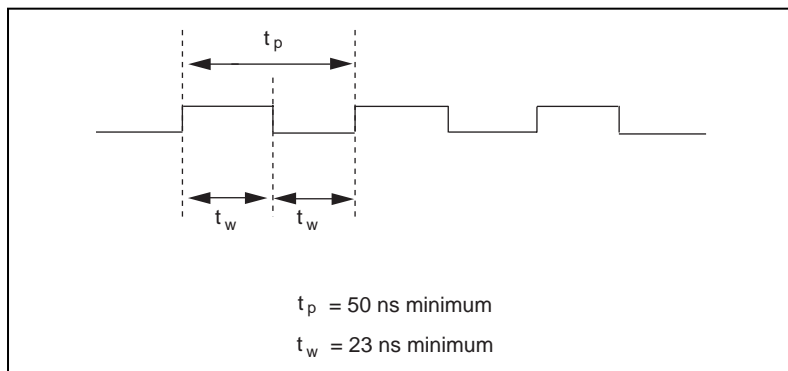 t p
t w t w
t p = 50 ns minimum
t w = 23 ns minimum